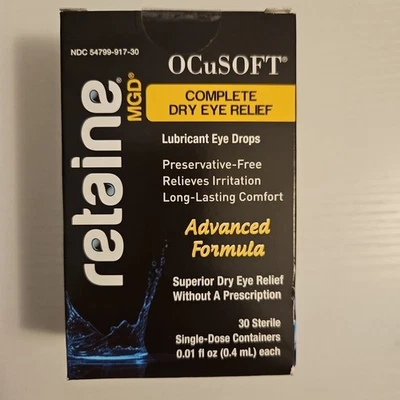 NDC 54799-917-30
retaine®
MGD®
OCuSOFT®
COMPLETE
DRY EYE RELIEF
Lubricant Eye Drops
Preservative-Free
Relieves Irritation
Long-Lasting Comfort
Advanced
Formula
Superior Dry Eye Relief
Without A Prescription
30 Sterile
Single-Dose Containers
0.01 fl oz (0.4 mL) each